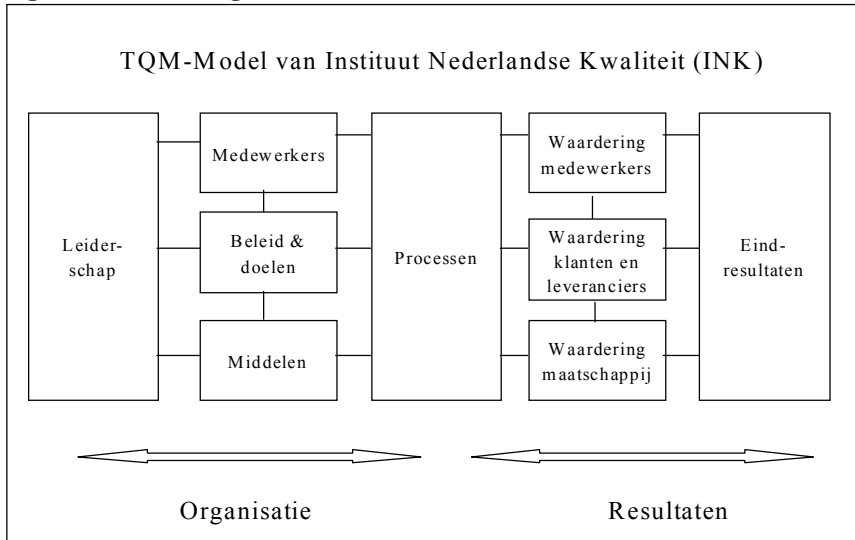 TQM-Model van Instituut Nederlandse Kwaliteit (INK)
Leider-
schap
Medewerkers
Beleid &
doelen
Middelen
Processen
Waardering
medewerkers
Waardering
klanten en
leveranciers
Waardering
maatschappij
Eind-
resultaten
Organisatie
Resultaten